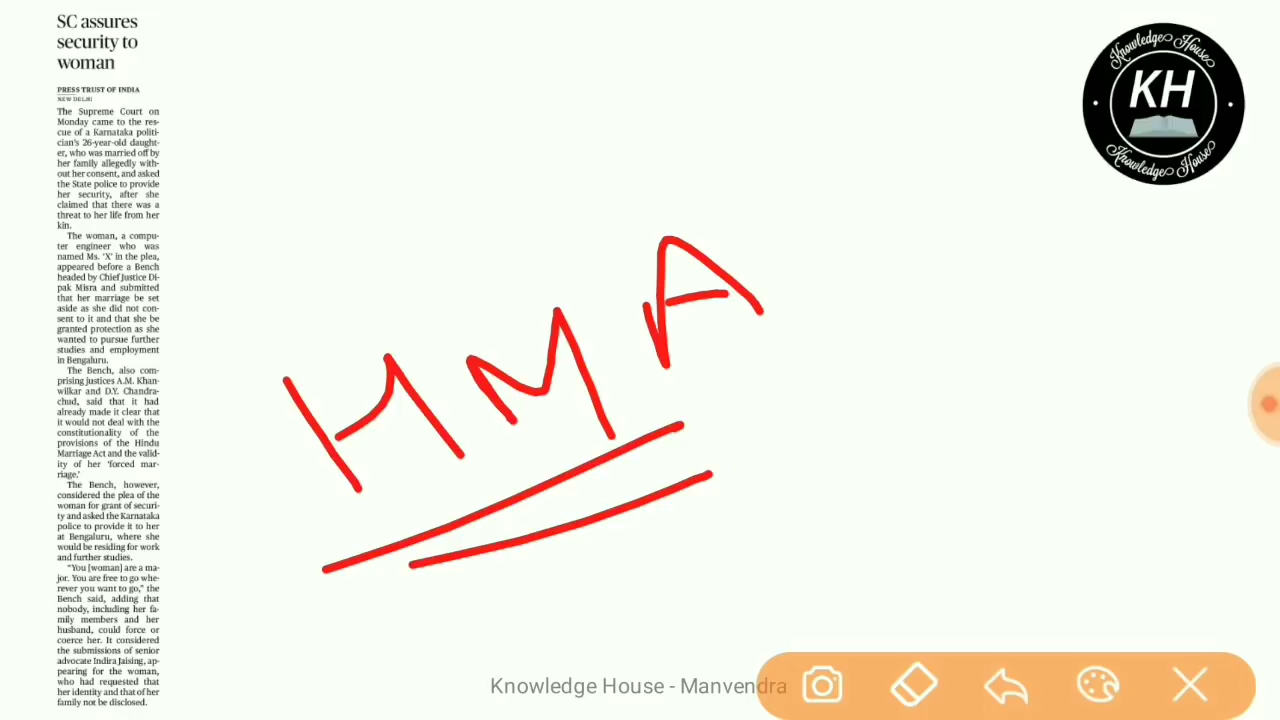 SC assures
security to
woman
PRESS TRUST OF INDIA
NEW DELHI
The Supreme Court on
Monday came to the res-
cue of a Karnataka politi-
cian's 26-year-old daught-
er, who was married off by
her family allegedly with-
out her consent, and asked
the State police to provide
her security, after she
claimed that there was a
threat to her life from her
kin.
The woman, a compu-
ter engineer who was
named Ms. 'X' in the plea,
appeared before a Bench
headed by Chief Justice Di-
pak Misra and submitted
that her marriage be set
aside as she did not con-
sent to it and that she be
granted protection as she
wanted to pursue further
studies and employment
in Bengaluru.
The Bench, also com-
prising justices A.M. Khan-
wilkar and D.Y. Chandra-
chud, said that it had
already made it clear that
it would not deal with the
constitutionality of the
provisions of the Hindu
Marriage Act and the valid-
ity of her 'forced mar-
riage.'
The Bench, however,
considered the plea of the
woman for grant of securi-
ty and asked the Karnataka
police to provide it to her
at Bengaluru, where she
would be residing for work
and further studies.
"You [woman] are a ma-
jor. You are free to go whe-
rever you want to go," the
Bench said, adding that
nobody, including her fa-
mily members and her
husband, could force or
coerce her. It considered
the submissions of senior
advocate Indira Jaising, ap-
pearing for the woman,
who had requested that
her identity and that of her
family not be disclosed.
HMA
Knowledge House
KH
Knowledge House
Knowledge House - Manvendra